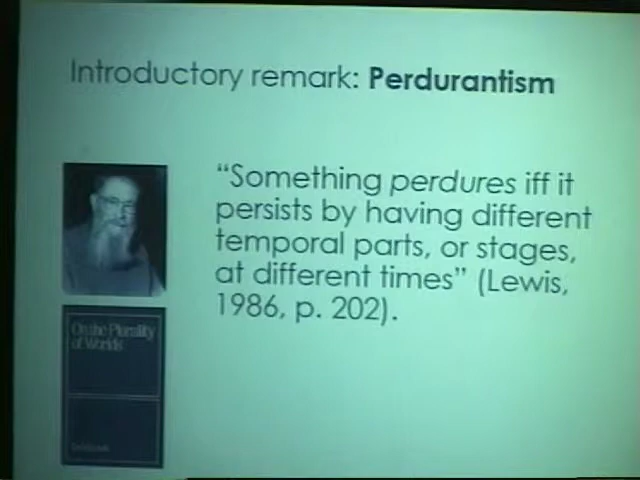 Introductory remark: Perdurantism
"Something perdures iff it
persists by having different
temporal parts, or stages,
at different times" (Lewis,
1986, p. 202).
On the Plurality
of Worlds